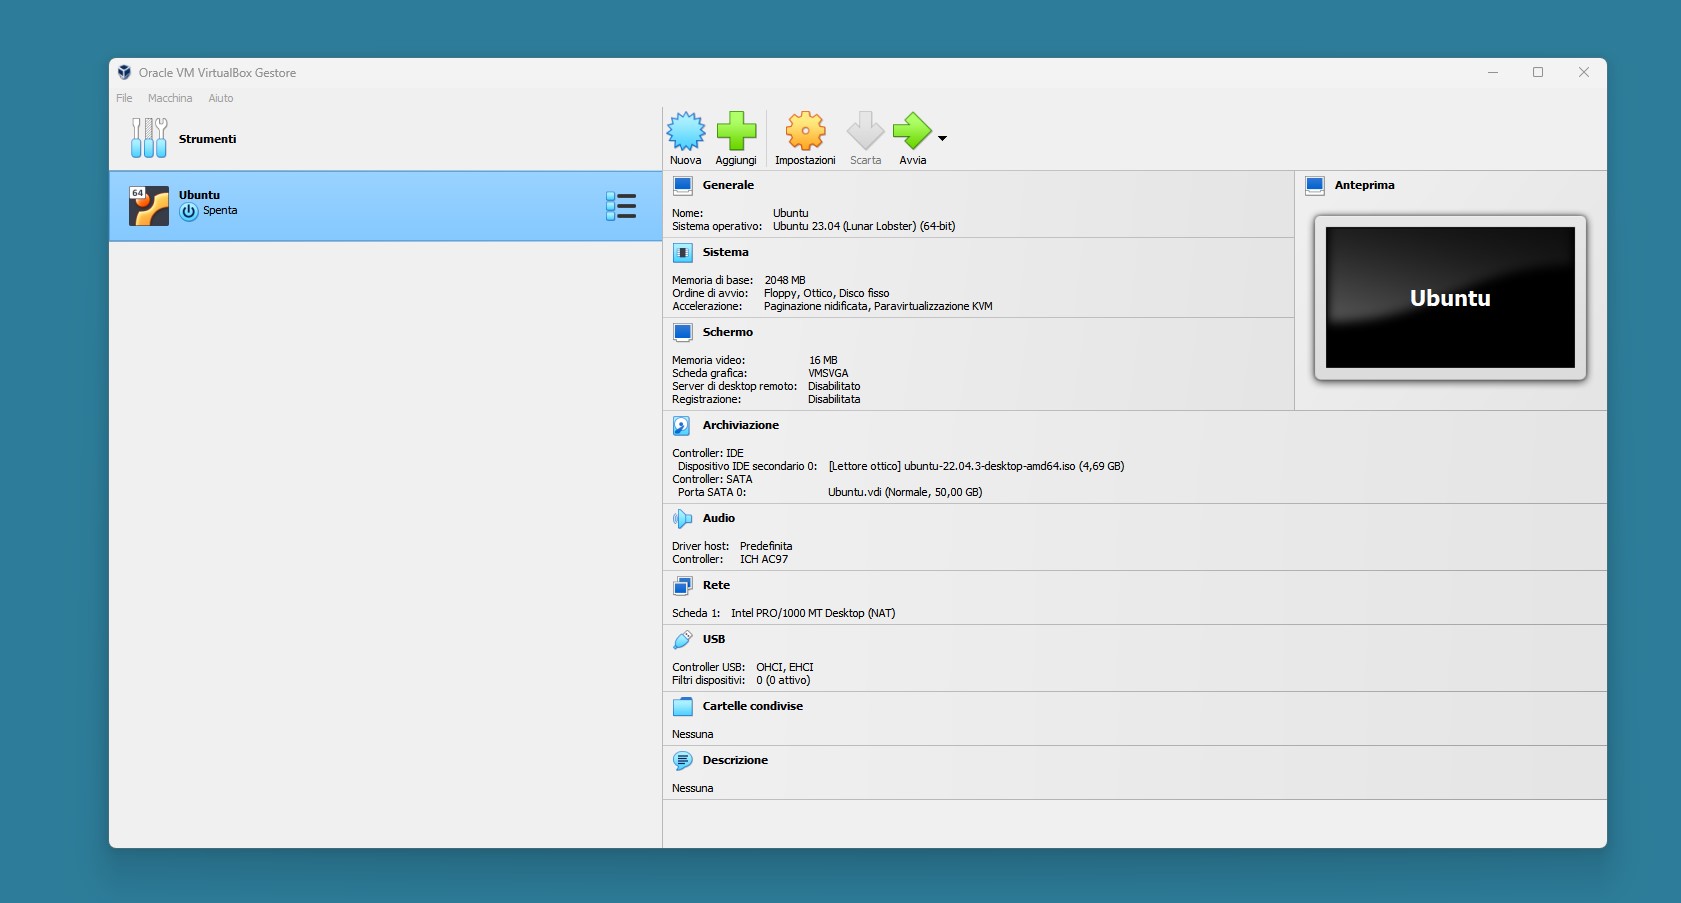 Oracle VM VirtualBox Gestore
File Macchina Aiuto
Strumenti
Nuova Aggiungi Impostazioni Scarta Avvia
64
Ubuntu
Spenta
Generale
Nome: Ubuntu
Sistema operativo: Ubuntu 23.04 (Lunar Lobster) (64-bit)
Sistema
Memoria di base: 2048 MB
Ordine di avvio: Floppy, Ottico, Disco fisso
Accelerazione: Paginazione nidificata, Paravirtualizzazione KVM
Schermo
Memoria video: 16 MB
Scheda grafica: VMSVGA
Server di desktop remoto: Disabilitato
Registrazione: Disabilitata
Anteprima
Ubuntu
Archiviazione
Controller: IDE
Dispositivo IDE secondario 0: [Lettore ottico] ubuntu-22.04.3-desktop-amd64.iso (4,69 GB)
Controller: SATA
Porta SATA 0: Ubuntu.vdi (Normale, 50,00 GB)
Audio
Driver host: Predefinita
Controller: ICH AC97
Rete
Scheda 1: Intel PRO/1000 MT Desktop (NAT)
USB
Controller USB: OHCI, EHCI
Filtri dispositivi: 0 (0 attivo)
Cartelle condivise
Nessuna
Descrizione
Nessuna